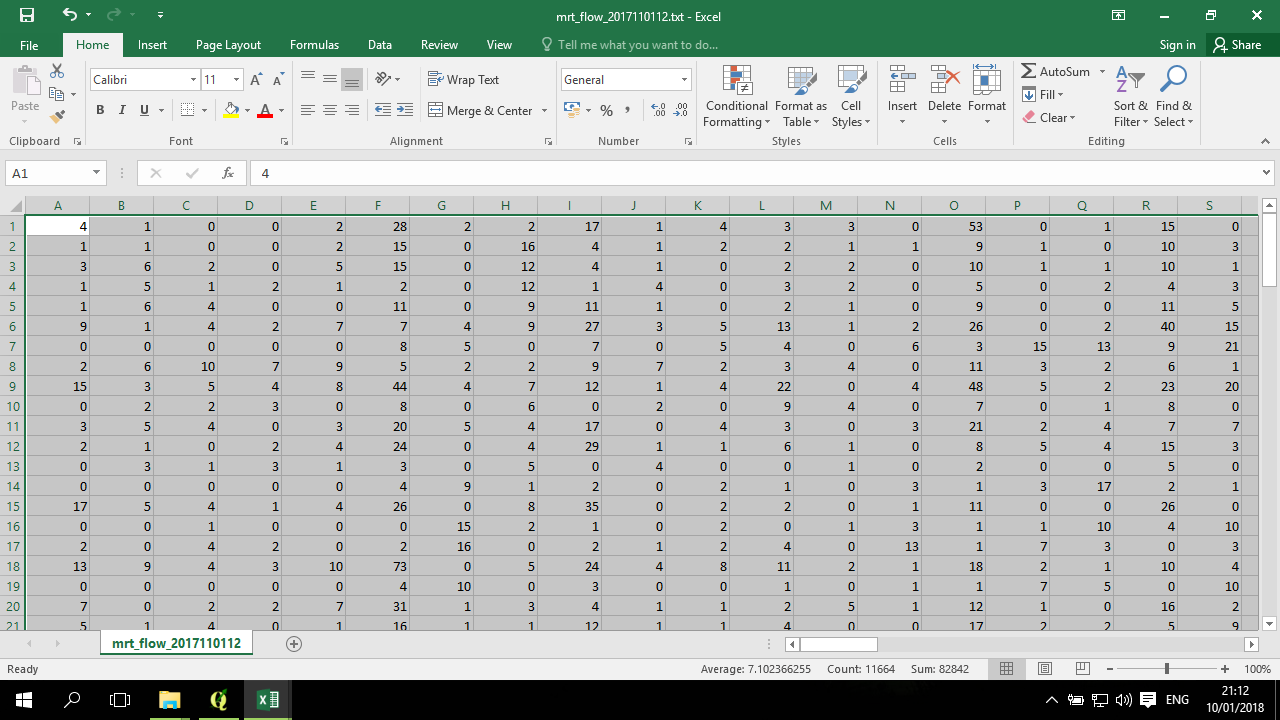 mrt_flow_2017110112.txt - Excel
File Home Insert Page Layout Formulas Data Review View Tell me what you want to do... Sign in Share
Paste Calibri 11 Wrap Text General Conditional Formatting Format as Table Cell Styles Insert Delete Format AutoSum Fill Clear Sort & Filter Find & Select
B I U Merge & Center % ,
Clipboard Font Alignment Number Styles Cells Editing
A1 fx 4
A B C D E F G H I J K L M N O P Q R S
1 4 1 0 0 2 28 2 2 17 1 4 3 3 0 53 0 1 15 0
2 1 1 0 0 2 15 0 16 4 1 2 2 1 1 9 1 0 10 3
3 3 6 2 0 5 15 0 12 4 1 0 2 2 0 10 1 1 10 1
4 1 5 1 2 1 2 0 12 1 4 0 3 2 0 5 0 2 4 3
5 1 6 4 0 0 11 0 9 11 1 0 2 1 0 9 0 0 11 5
6 9 1 4 2 7 7 4 9 27 3 5 13 1 2 26 0 2 40 15
7 0 0 0 0 0 8 5 0 7 0 5 4 0 6 3 15 13 9 21
8 2 6 10 7 9 5 2 2 9 7 2 3 4 0 11 3 2 6 1
9 15 3 5 4 8 44 4 7 12 1 4 22 0 4 48 5 2 23 20
10 0 2 2 3 0 8 0 6 0 2 0 9 4 0 7 0 1 8 0
11 3 5 4 0 3 20 5 4 17 0 4 3 0 3 21 2 4 7 7
12 2 1 0 2 4 24 0 4 29 1 1 6 1 0 8 5 4 15 3
13 0 3 1 3 1 3 0 5 0 4 0 0 1 0 2 0 0 5 0
14 0 0 0 0 0 4 9 1 2 0 2 1 0 3 1 3 17 2 1
15 17 5 4 1 4 26 0 8 35 0 2 2 0 1 11 0 0 26 0
16 0 0 1 0 0 0 15 2 1 0 2 0 1 3 1 1 10 4 10
17 2 0 4 2 0 2 16 0 2 1 2 4 0 13 1 7 3 0 3
18 13 9 4 3 10 73 0 5 24 4 8 11 2 1 18 2 1 10 4
19 0 0 0 0 0 4 10 0 3 0 0 1 0 1 1 7 5 0 10
20 7 0 2 2 7 31 1 3 4 1 1 2 5 1 12 1 0 16 2
21 5 1 4 0 1 16 1 1 12 1 1 4 0 0 17 2 2 5 9
mrt_flow_2017110112
Ready Average: 7.102366255 Count: 11664 Sum: 82842 100%
ENG 21:12
10/01/2018